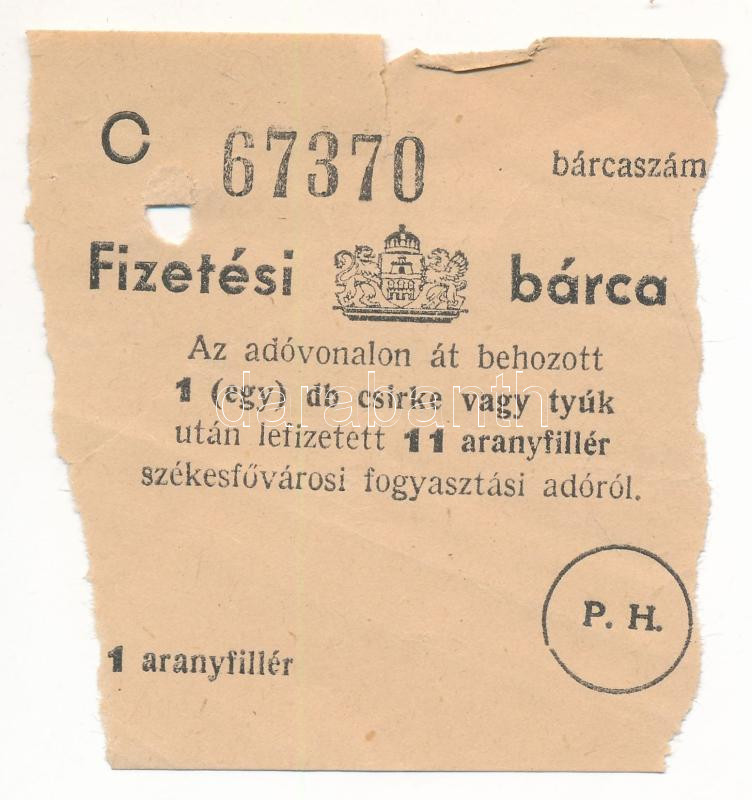 C 67370 bárcaszám
Fizetési bárca
Az adóvonalon át behozott
1 (egy) db csirke vagy tyúk
darabanth
után lefizetett 11 aranyfillér
székesfővárosi fogyasztási adóról.
P. H.
1 aranyfillér